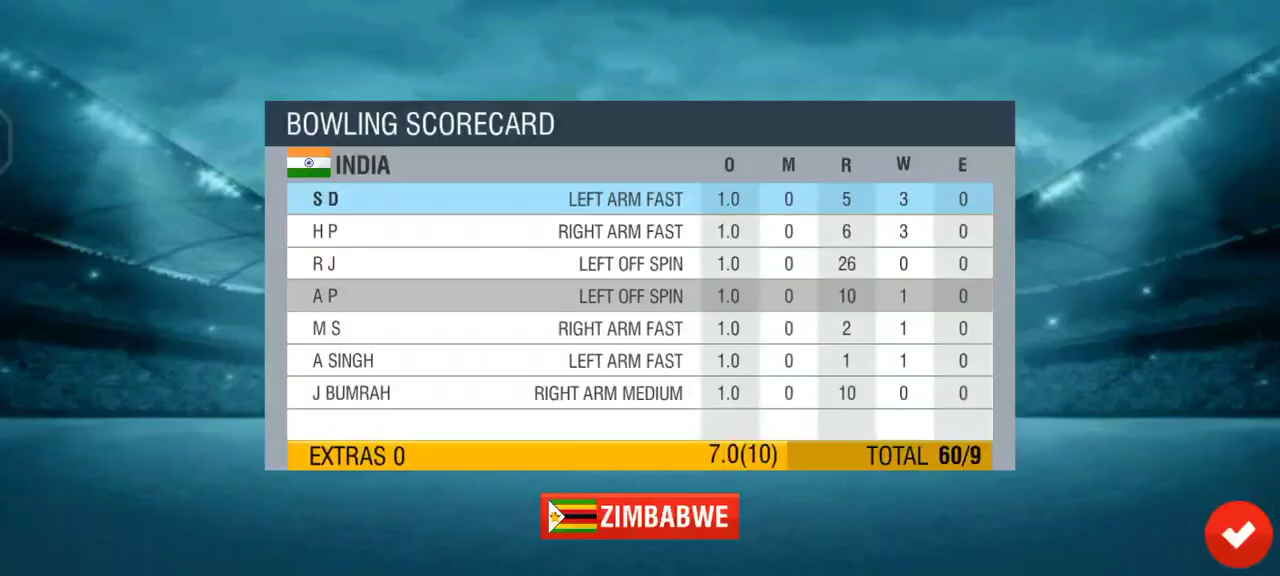 BOWLING SCORECARD
INDIA O M R W E
S D LEFT ARM FAST 1.0 0 5 3 0
H P RIGHT ARM FAST 1.0 0 6 3 0
R J LEFT OFF SPIN 1.0 0 26 0 0
A P LEFT OFF SPIN 1.0 0 10 1 0
M S RIGHT ARM FAST 1.0 0 2 1 0
A SINGH LEFT ARM FAST 1.0 0 1 1 0
J BUMRAH RIGHT ARM MEDIUM 1.0 0 10 0 0
EXTRAS 0 7.0(10) TOTAL 60/9
ZIMBABWE